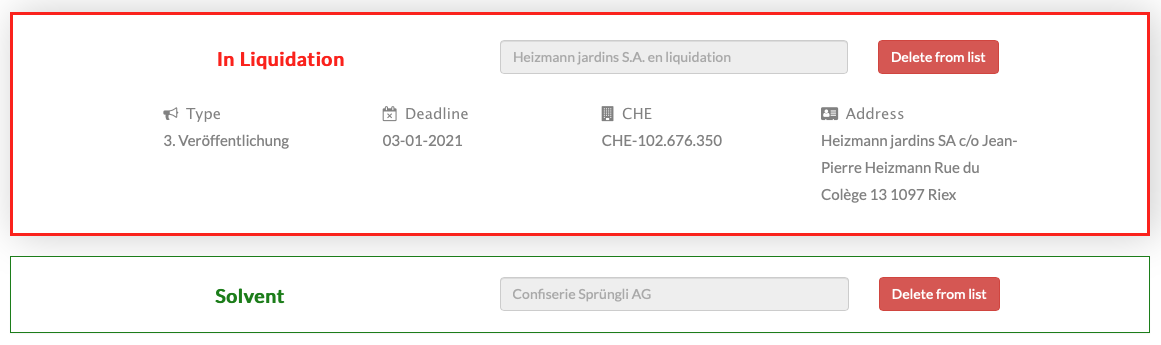 In Liquidation Heizmann jardins S.A. en liquidation Delete from list
Type Deadline CHE Address
3. Veröffentlichung 03-01-2021 CHE-102.676.350 Heizmann jardins SA c/o Jean-
Pierre Heizmann Rue du
Colège 13 1097 Riex
Solvent Confiserie Sprüngli AG Delete from list